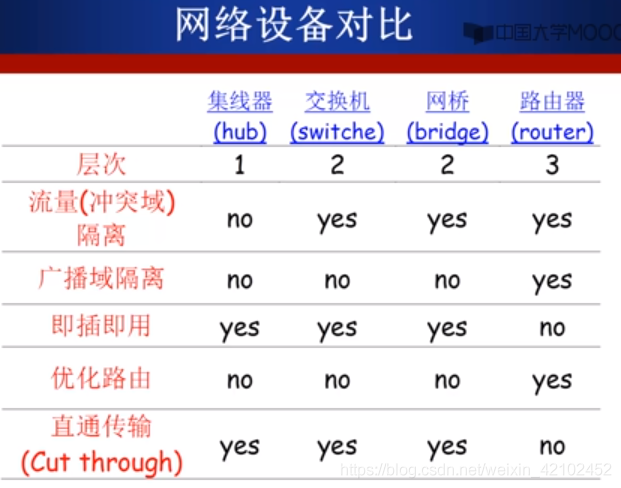 网络设备对比
中国大学MOOC
集线器 交换机 网桥 路由器
(hub) (switche) (bridge) (router)
层次 1 2 2 3
流量(冲突域)
隔离 no yes yes yes
广播域隔离 no no no yes
即插即用 yes yes yes no
优化路由 no no no yes
直通传输
(Cut through) yes yes yes no
https://blog.csdn.net/weixin_42102452